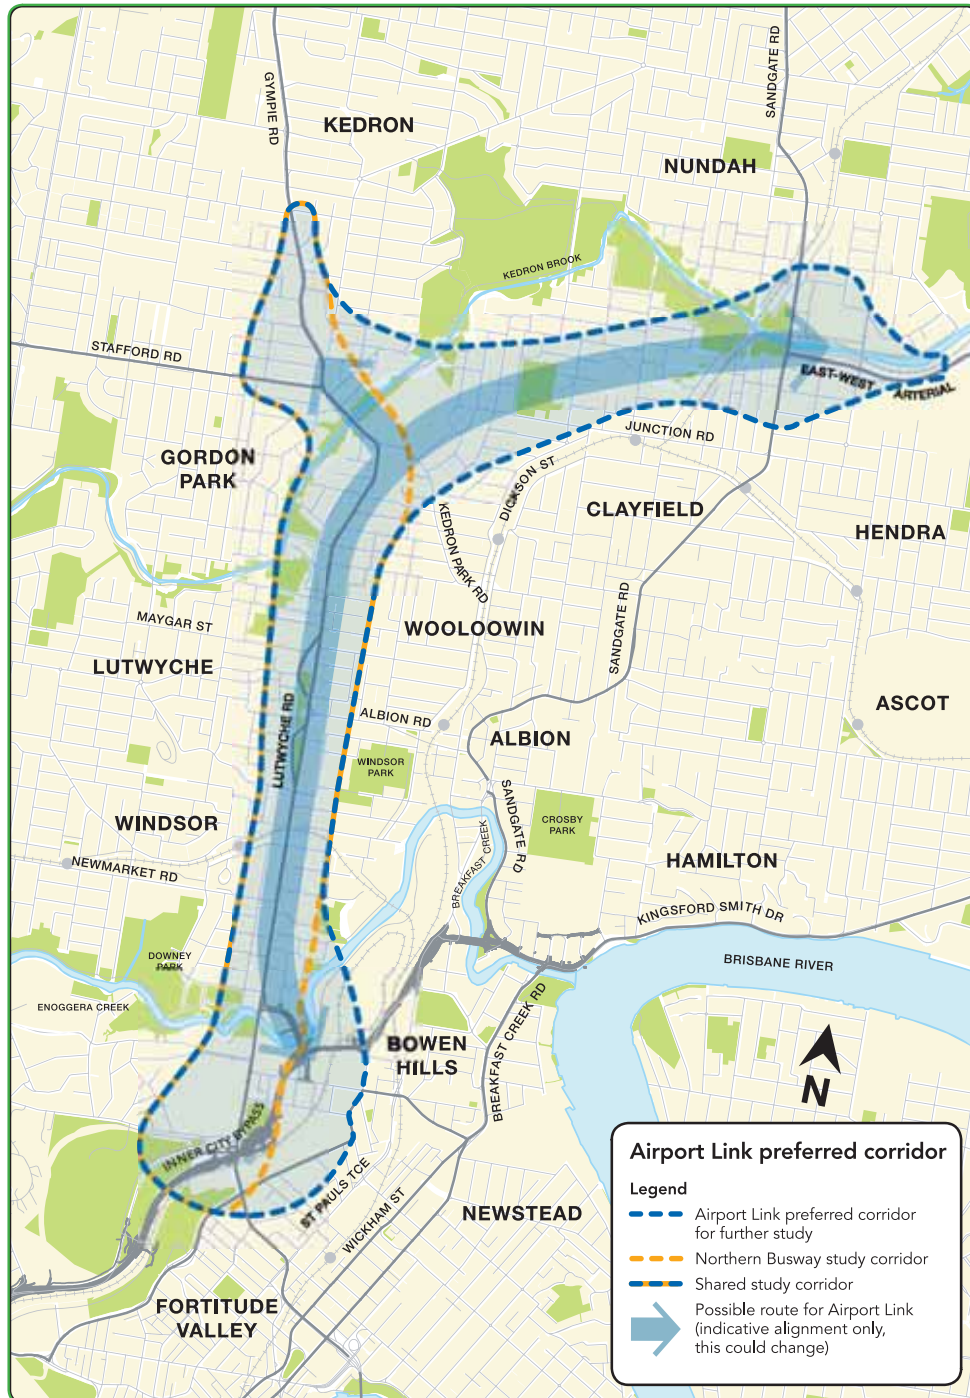 GYMPIE RD
SANDGATE RD
KEDRON
NUNDAH
KEDRON BROOK
STAFFORD RD
EAST-WEST
ARTERIAL
JUNCTION RD
GORDON
PARK
DICKSON ST
CLAYFIELD
KEDRON PARK RD
HENDRA
SANDGATE RD
MAYGAR ST
WOOLOOWIN
LUTWYCHE
LUTWYCHE RD
ALBION RD
ASCOT
ALBION
WINDSOR
PARK
SANDGATE RD
WINDSOR
CROSBY
PARK
BREAKFAST CREEK
NEWMARKET RD
HAMILTON
KINGSFORD SMITH DR
DOWNEY
PARK
BRISBANE RIVER
ENOGGERA CREEK
BOWEN
HILLS
BREAKFAST CREEK RD
N
INNER CITY BYPASS
ST PAULS TCE
WICKHAM ST
NEWSTEAD
FORTITUDE
VALLEY
Airport Link preferred corridor
Legend
Airport Link preferred corridor
for further study
Northern Busway study corridor
Shared study corridor
Possible route for Airport Link
(indicative alignment only,
this could change)